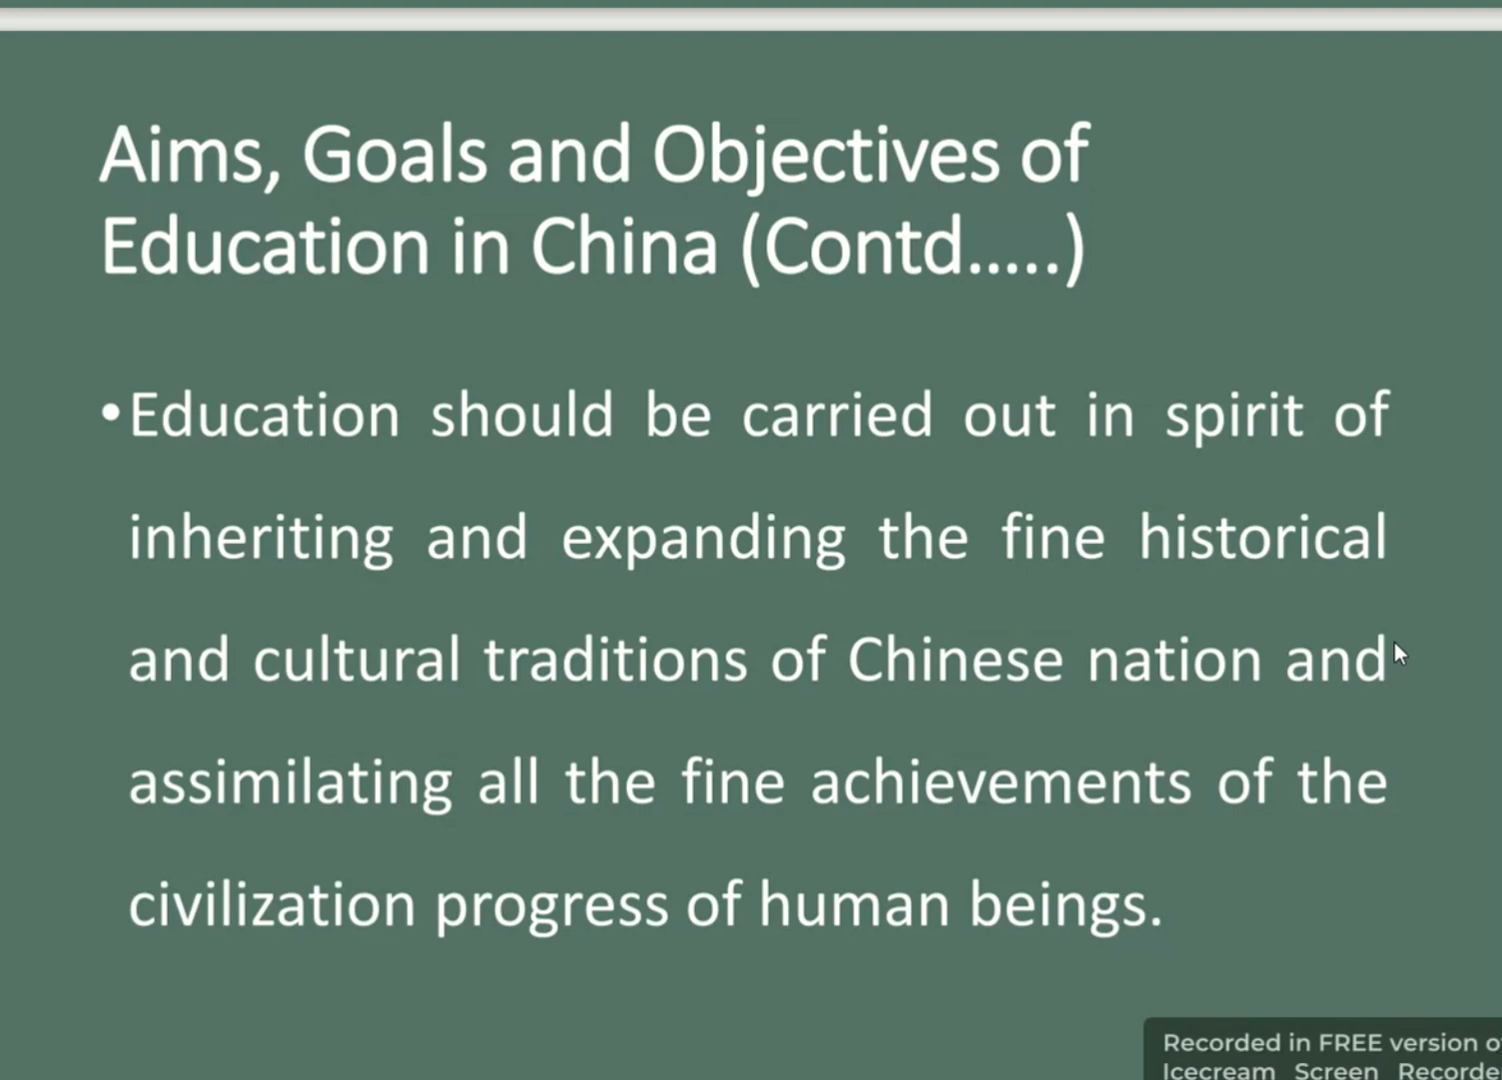 Aims, Goals and Objectives of
Education in China (Contd.....)
•Education should be carried out in spirit of
inheriting and expanding the fine historical
and cultural traditions of Chinese nation and
assimilating all the fine achievements of the
civilization progress of human beings.
Recorded in FREE version
Icecream Screen